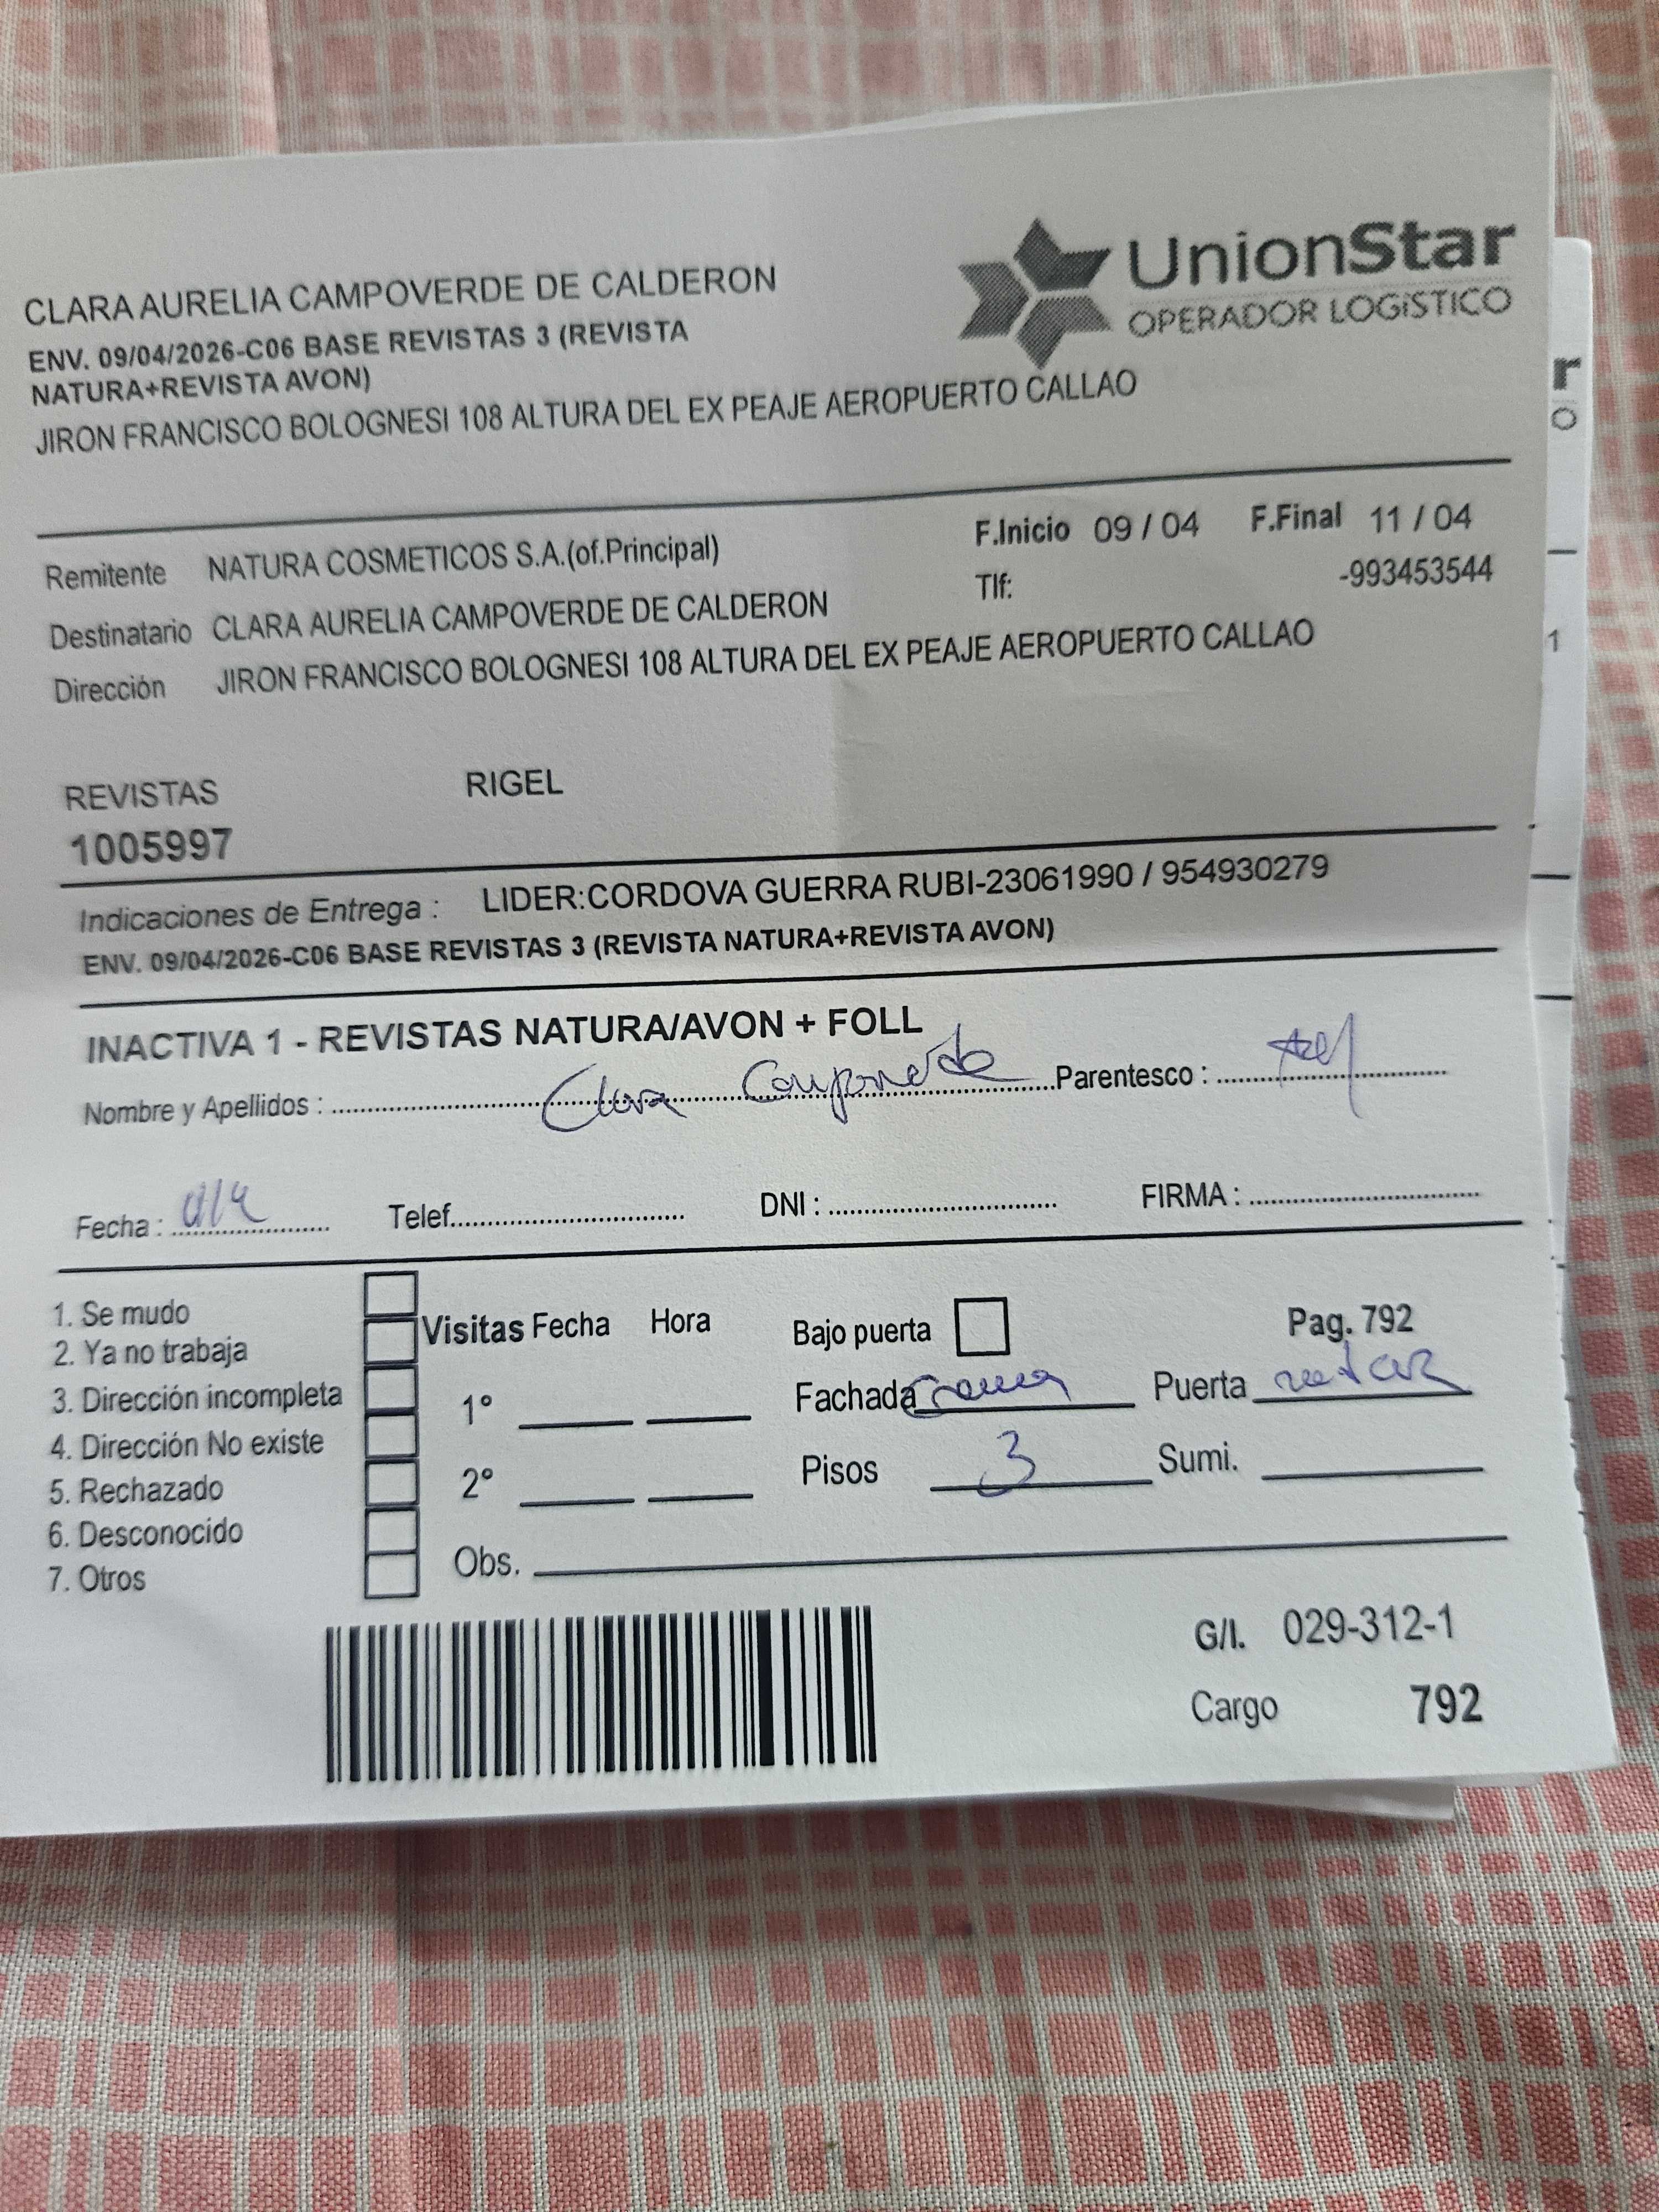 UnionStar
OPERADOR LOGíSTICO
CLARA AURELIA CAMPOVERDE DE CALDERON
ENV. 09/04/2026-C06 BASE REVISTAS 3 (REVISTA
NATURA+REVISTA AVON)
JIRON FRANCISCO BOLOGNESI 108 ALTURA DEL EX PEAJE AEROPUERTO CALLAO
r
O
Remitente NATURA COSMETICOS S.A.(of.Principal) F.Inicio 09 / 04 F.Final 11 / 04
Destinatario CLARA AURELIA CAMPOVERDE DE CALDERON Tlf: -993453544
Dirección JIRON FRANCISCO BOLOGNESI 108 ALTURA DEL EX PEAJE AEROPUERTO CALLAO
1
REVISTAS RIGEL
1005997
Indicaciones de Entrega : LIDER:CORDOVA GUERRA RUBI-23061990 / 954930279
ENV. 09/04/2026-C06 BASE REVISTAS 3 (REVISTA NATURA+REVISTA AVON)
INACTIVA 1 - REVISTAS NATURA/AVON + FOLL
Nombre y Apellidos : Clara Campoverde Parentesco :
Fecha : Telef. DNI : FIRMA :
1. Se mudo
2. Ya no trabaja
3. Dirección incompleta
4. Dirección No existe
5. Rechazado
6. Desconocido
7. Otros
Visitas Fecha Hora
1°
2°
Obs.
Bajo puerta Pag. 792
Fachada crema Puerta
Pisos 3 Sumi.
G/I. 029-312-1
Cargo 792